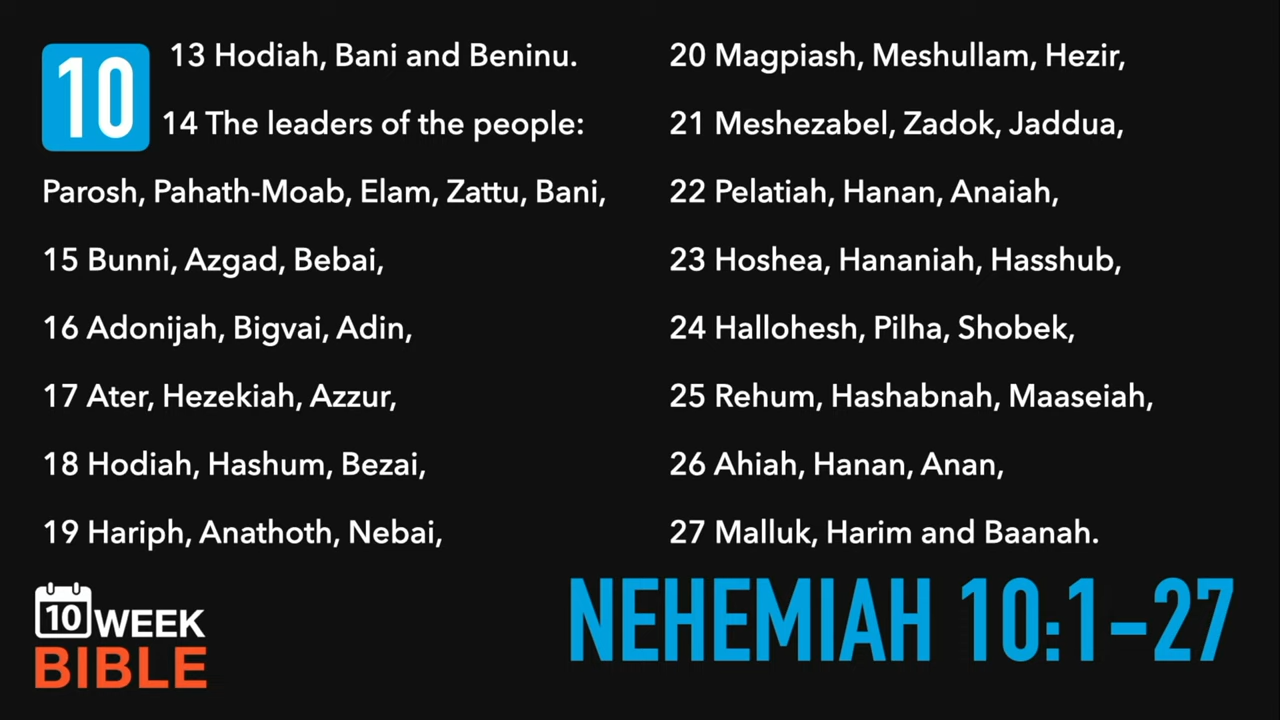 10
13 Hodiah, Bani and Beninu.
14 The leaders of the people:
Parosh, Pahath-Moab, Elam, Zattu, Bani,
15 Bunni, Azgad, Bebai,
16 Adonijah, Bigvai, Adin,
17 Ater, Hezekiah, Azzur,
18 Hodiah, Hashum, Bezai,
19 Hariph, Anathoth, Nebai,
20 Magpiash, Meshullam, Hezir,
21 Meshezabel, Zadok, Jaddua,
22 Pelatiah, Hanan, Anaiah,
23 Hoshea, Hananiah, Hasshub,
24 Hallohesh, Pilha, Shobek,
25 Rehum, Hashabnah, Maaseiah,
26 Ahiah, Hanan, Anan,
27 Malluk, Harim and Baanah.
10 WEEK
BIBLE
NEHEMIAH 10:1–27